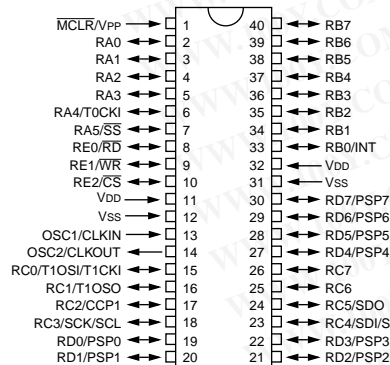 MCLR/VPP 1 40 RB7
RA0 2 39 RB6
RA1 3 38 RB5
RA2 4 37 RB4
RA3 5 36 RB3
RA4/T0CKI 6 35 RB2
RA5/SS 7 34 RB1
RE0/RD 8 33 RB0/INT
RE1/WR 9 32 VDD
RE2/CS 10 31 VSS
VDD 11 30 RD7/PSP7
VSS 12 29 RD6/PSP6
OSC1/CLKIN 13 28 RD5/PSP5
OSC2/CLKOUT 14 27 RD4/PSP4
RC0/T1OSI/T1CKI 15 26 RC7
RC1/T1OSO 16 25 RC6
RC2/CCP1 17 24 RC5/SDO
RC3/SCK/SCL 18 23 RC4/SDI/S
RD0/PSP0 19 22 RD3/PSP3
RD1/PSP1 20 21 RD2/PSP2